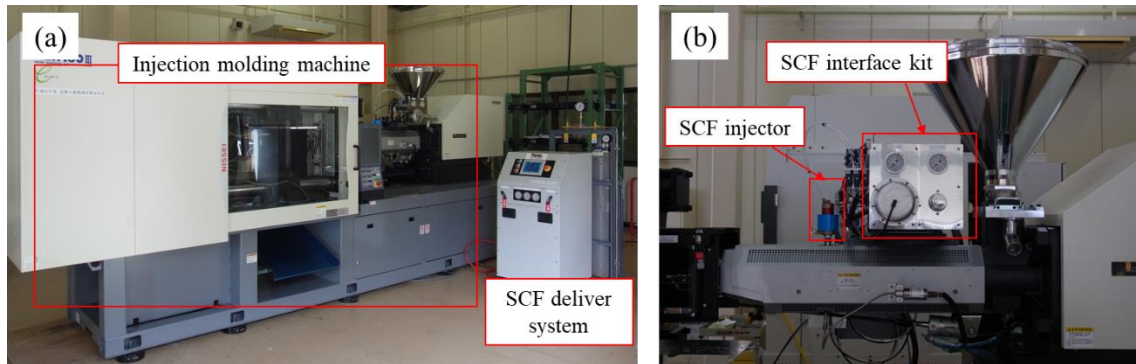 (a)
Injection molding machine
NISSEI
SCF deliver
system
(b)
SCF interface kit
SCF injector